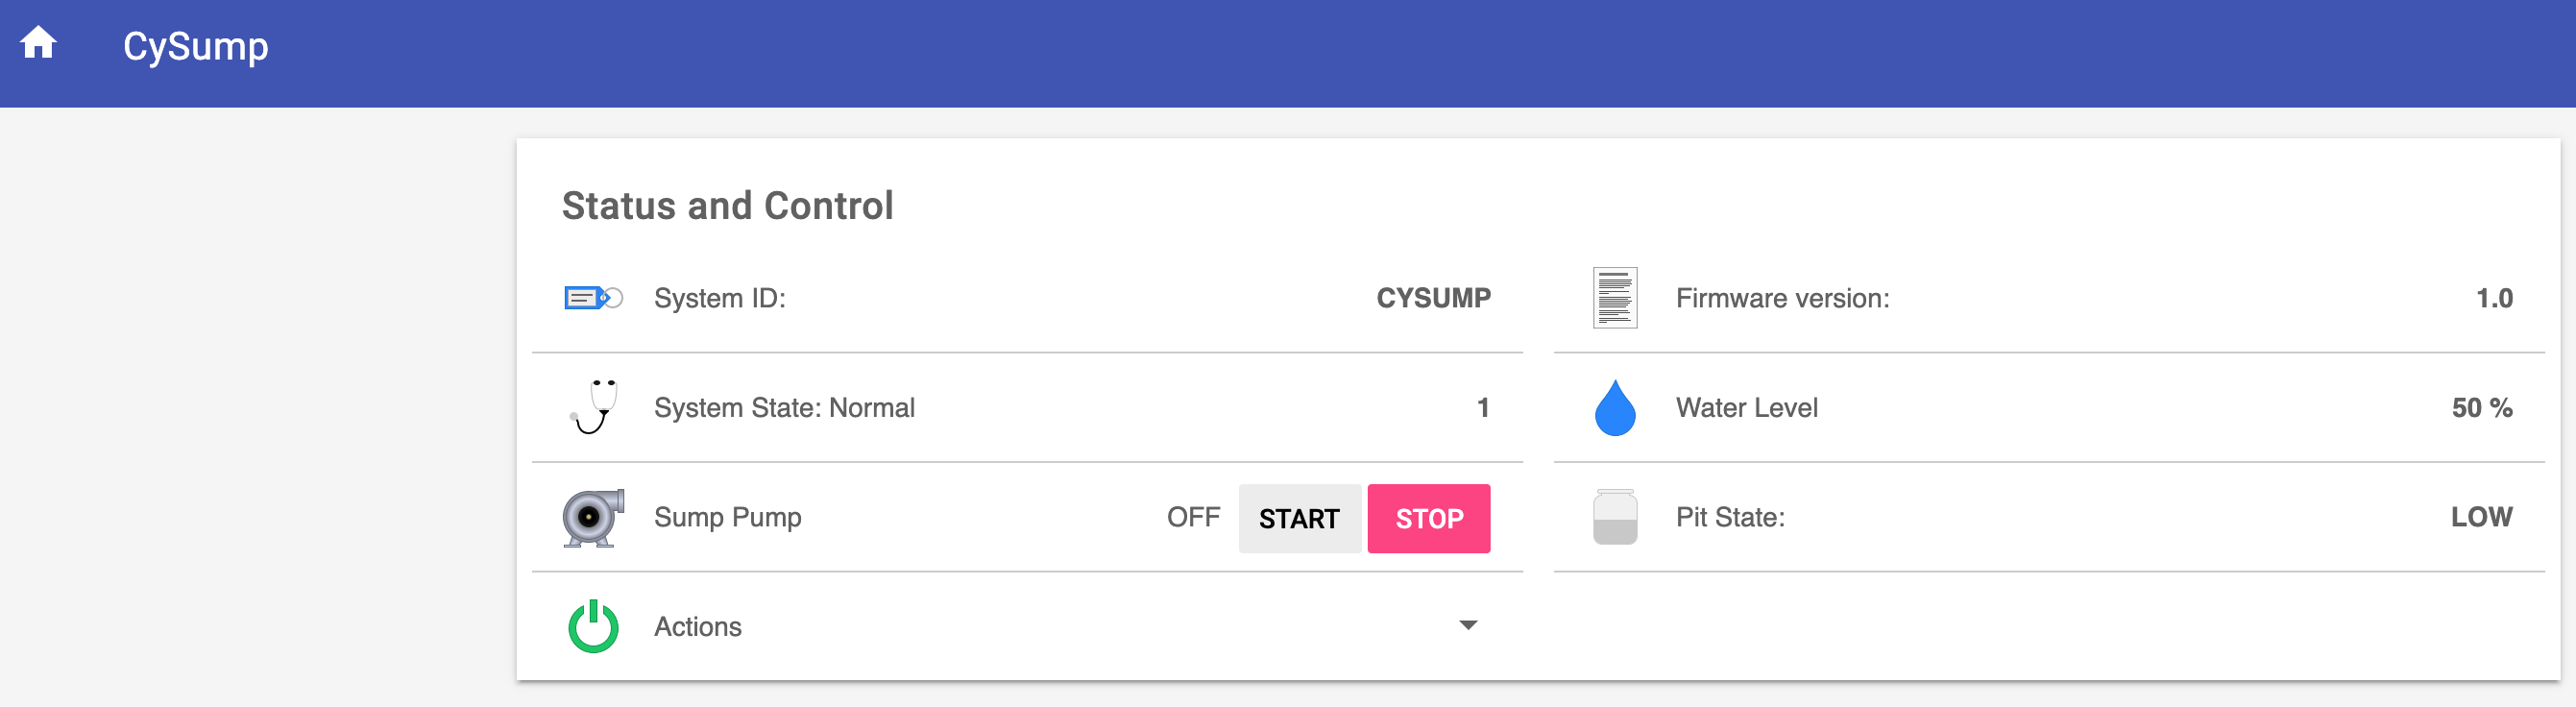 CySump
Status and Control
System ID: CYSUMP
Firmware version: 1.0
System State: Normal 1
Water Level 50 %
Sump Pump OFF START STOP
Pit State: LOW
Actions